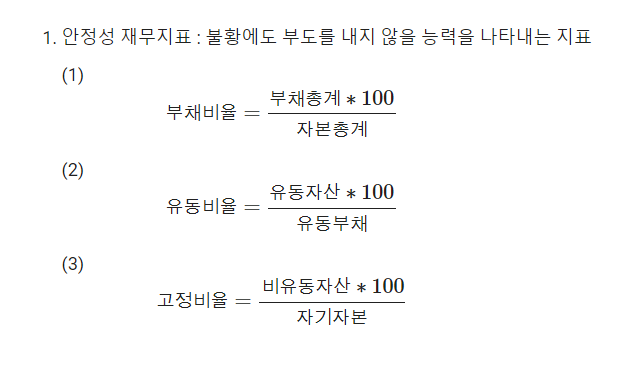 1. 안정성 재무지표 : 불황에도 부도를 내지 않을 능력을 나타내는 지표
(1)
부채비율 = 부채총계 * 100 / 자본총계
(2)
유동비율 = 유동자산 * 100 / 유동부채
(3)
고정비율 = 비유동자산 * 100 / 자기자본